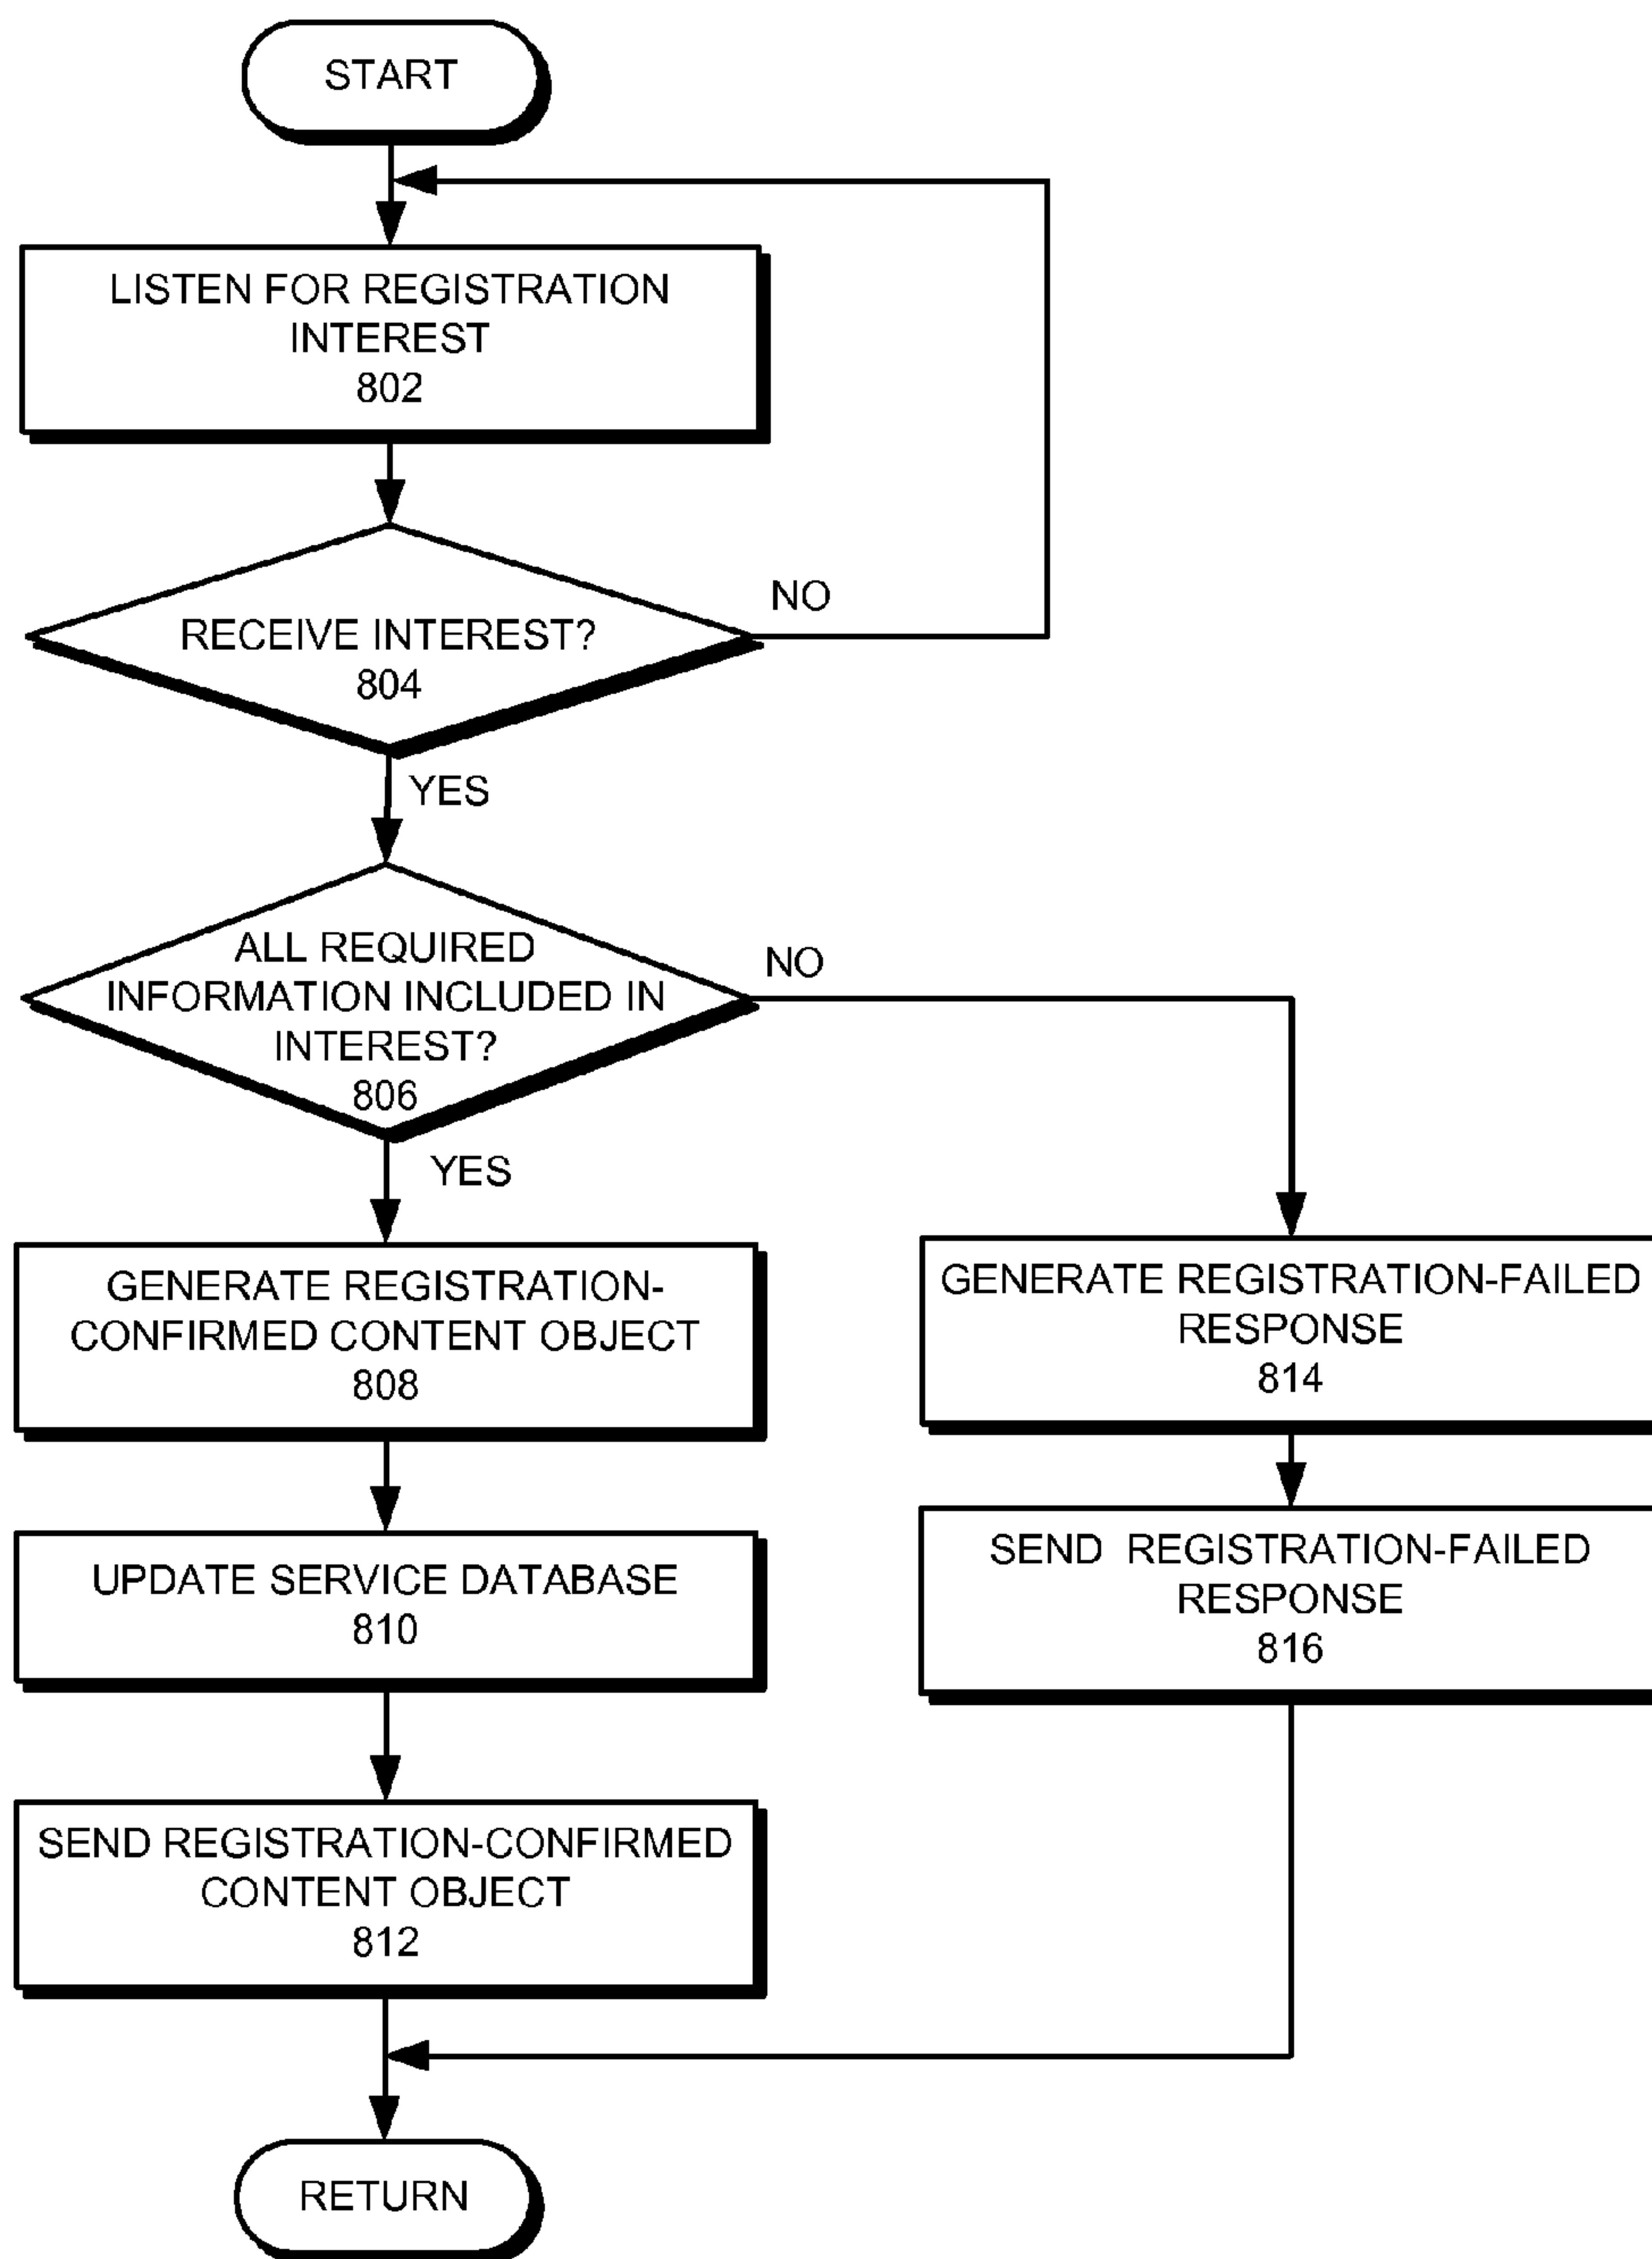 START
LISTEN FOR REGISTRATION
INTEREST
802
NO
RECEIVE INTEREST?
804
YES
ALL REQUIRED
INFORMATION INCLUDED IN
INTEREST?
806
NO
YES
GENERATE REGISTRATION-
CONFIRMED CONTENT OBJECT
808
GENERATE REGISTRATION-FAILED
RESPONSE
814
UPDATE SERVICE DATABASE
810
SEND REGISTRATION-FAILED
RESPONSE
816
SEND REGISTRATION-CONFIRMED
CONTENT OBJECT
812
RETURN